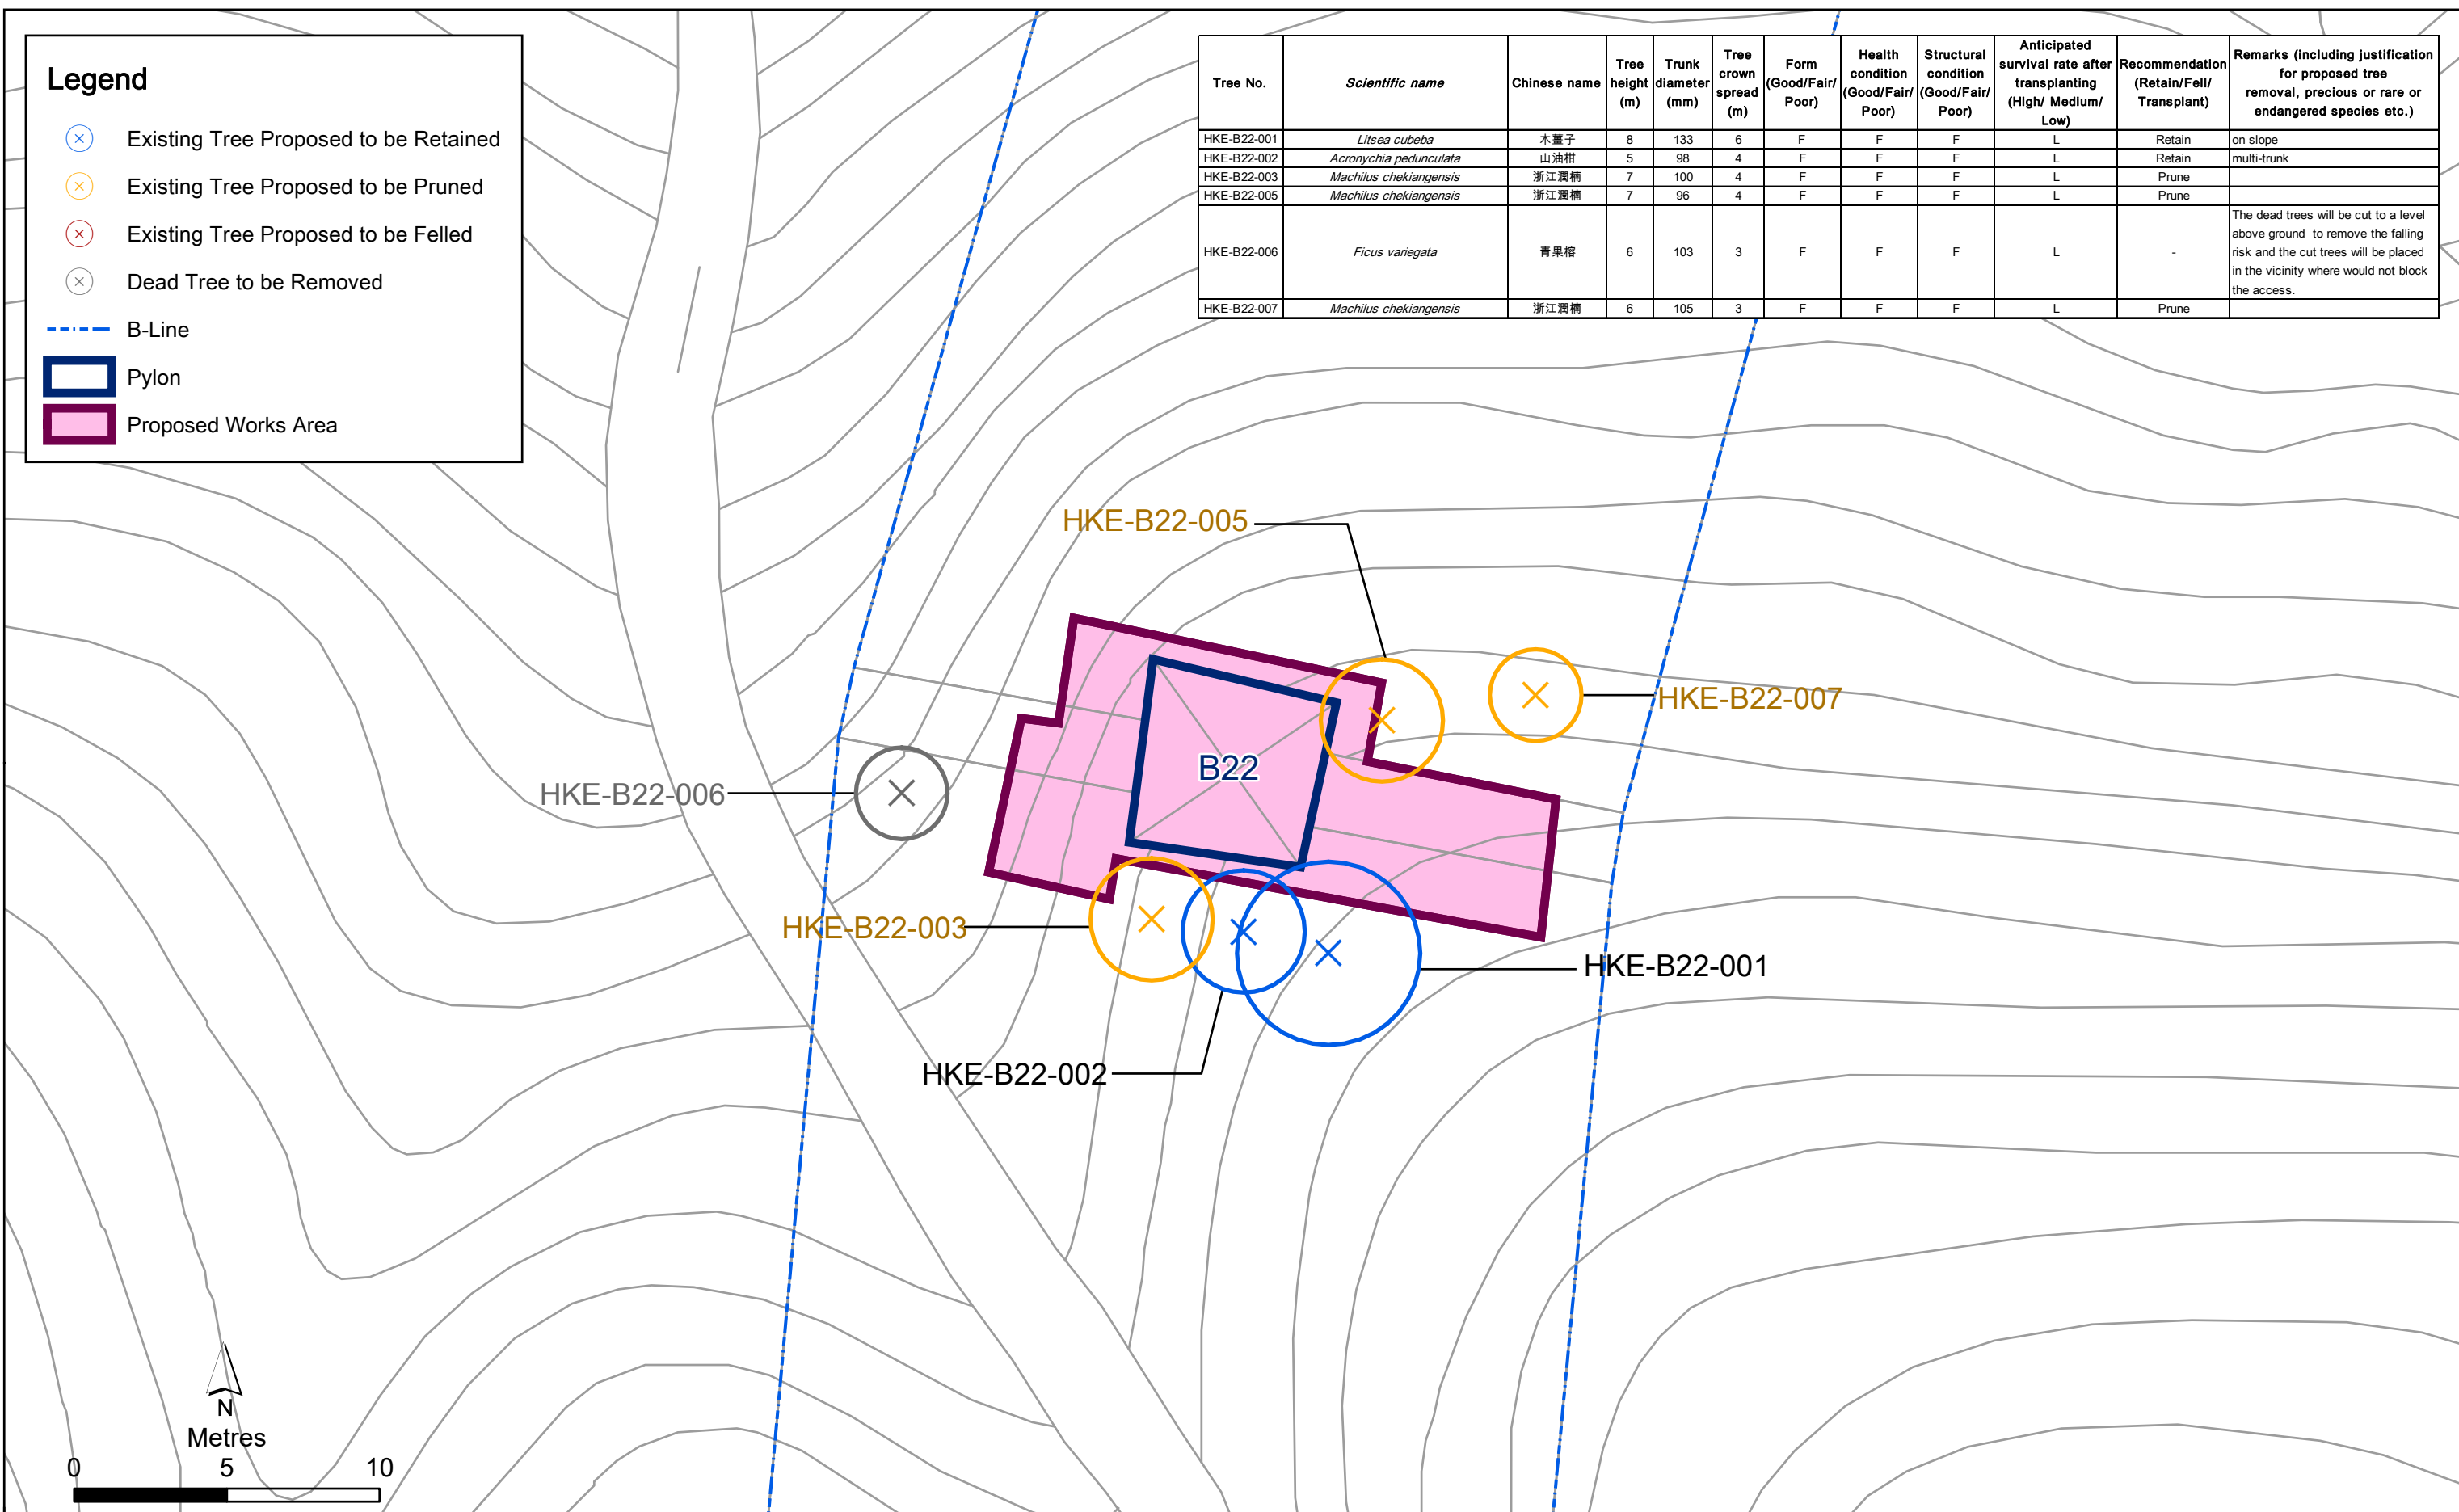 Legend
Existing Tree Proposed to be Retained
Existing Tree Proposed to be Pruned
Existing Tree Proposed to be Felled
Dead Tree to be Removed
B-Line
Pylon
Proposed Works Area
Tree No. Scientific name Chinese name Tree height (m) Trunk diameter (mm) Tree crown spread (m) Form (Good/Fair/ Poor) Health condition (Good/Fair/ Poor) Structural condition (Good/Fair/ Poor) Anticipated survival rate after transplanting (High/ Medium/ Low) Recommendation (Retain/Fell/ Transplant) Remarks (including justification for proposed tree removal, precious or rare or endangered species etc.)
HKE-B22-001 Litsea cubeba 木薑子 8 133 6 F F F L Retain on slope
HKE-B22-002 Acronychia pedunculata 山油柑 5 98 4 F F F L Retain multi-trunk
HKE-B22-003 Machilus chekiangensis 浙江潤楠 7 100 4 F F F L Prune
HKE-B22-005 Machilus chekiangensis 浙江潤楠 7 96 4 F F F L Prune
HKE-B22-006 Ficus variegata 青果榕 6 103 3 F F F L - The dead trees will be cut to a level
above ground to remove the falling
risk and the cut trees will be placed
in the vicinity where would not block
the access.
HKE-B22-007 Machilus chekiangensis 浙江潤楠 6 105 3 F F F L Prune
HKE-B22-005
HKE-B22-007
B22
HKE-B22-006
HKE-B22-003
HKE-B22-001
HKE-B22-002
N
Metres
0 5 10